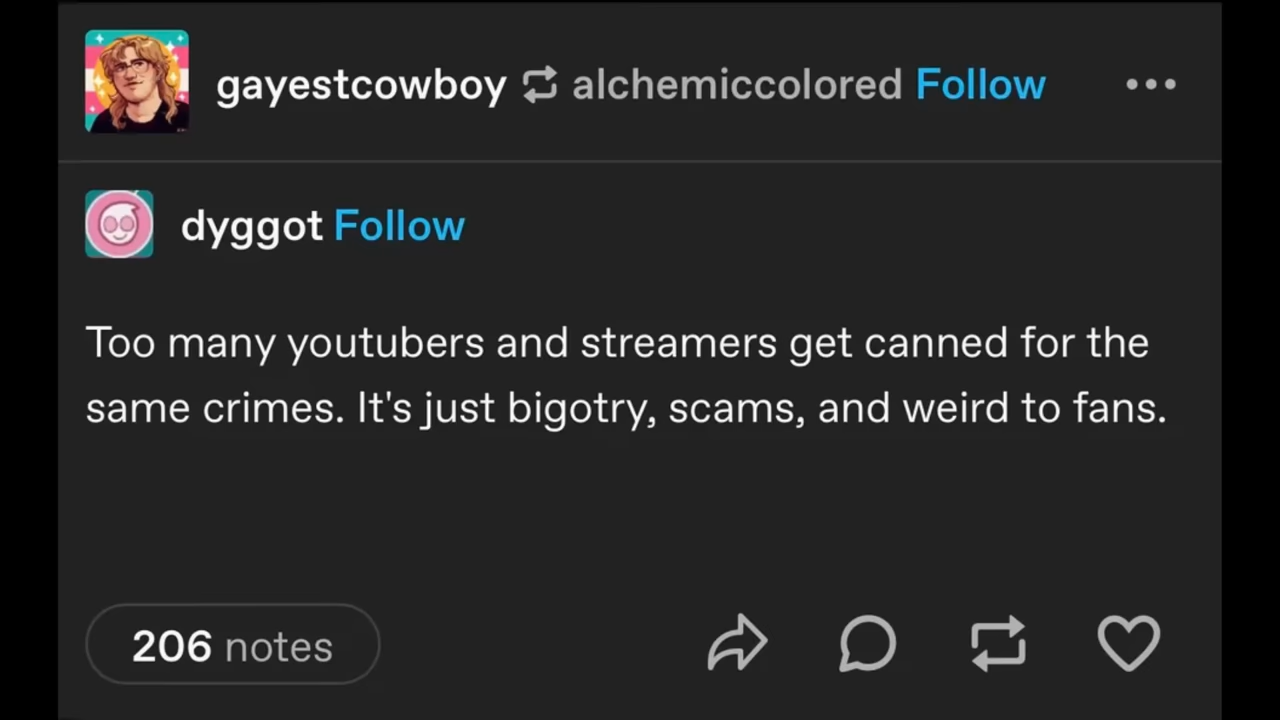 gayestcowboy alchemiccolored Follow
dyggot Follow
Too many youtubers and streamers get canned for the
same crimes. It's just bigotry, scams, and weird to fans.
206 notes